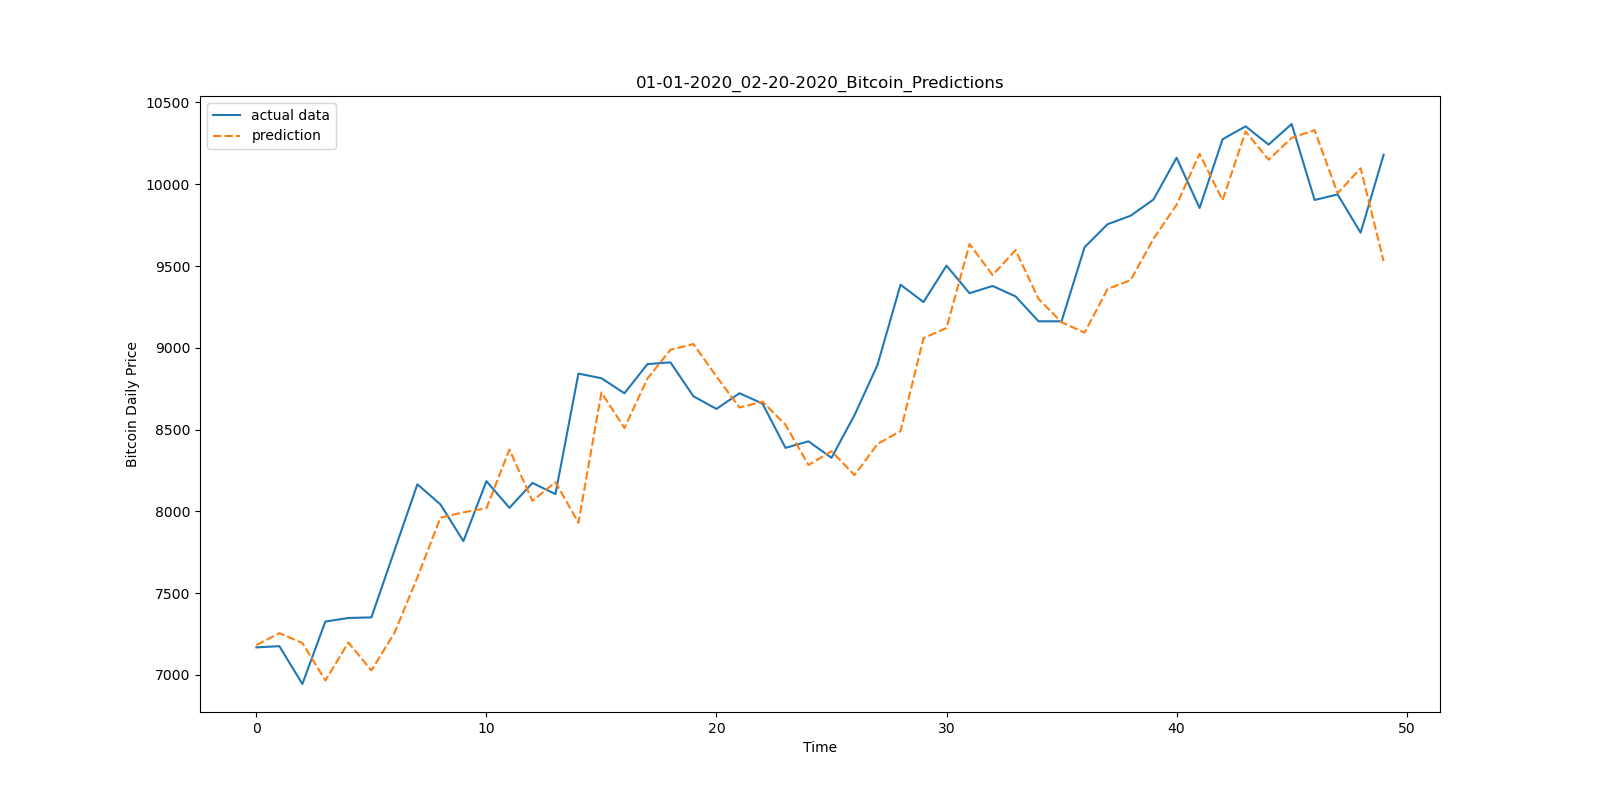 01-01-2020_02-20-2020_Bitcoin_Predictions
10500
actual data
prediction
10000
9500
9000
8500
8000
7500
7000
Bitcoin Daily Price
0 10 20 30 40 50
Time